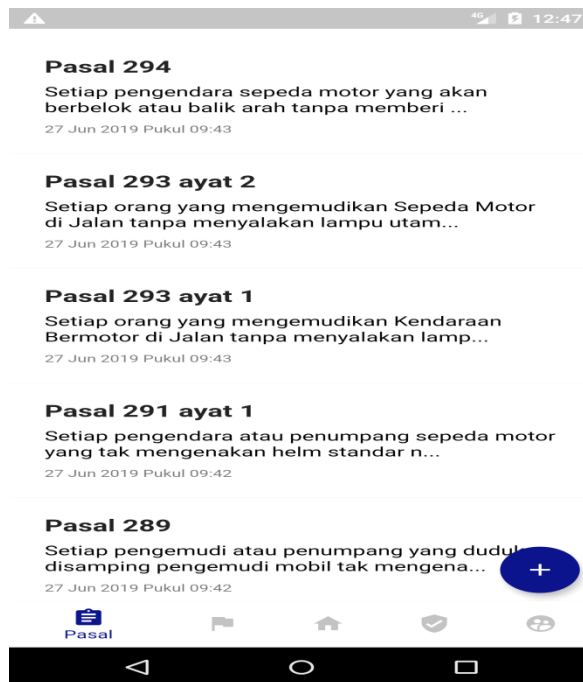 4G 12:47
Pasal 294
Setiap pengendara sepeda motor yang akan
berbelok atau balik arah tanpa memberi ...
27 Jun 2019 Pukul 09:43
Pasal 293 ayat 2
Setiap orang yang mengemudikan Sepeda Motor
di Jalan tanpa menyalakan lampu utam...
27 Jun 2019 Pukul 09:43
Pasal 293 ayat 1
Setiap orang yang mengemudikan Kendaraan
Bermotor di Jalan tanpa menyalakan lamp...
27 Jun 2019 Pukul 09:43
Pasal 291 ayat 1
Setiap pengendara atau penumpang sepeda motor
yang tak mengenakan helm standar n...
27 Jun 2019 Pukul 09:42
Pasal 289
Setiap pengemudi atau penumpang yang duduk
disamping pengemudi mobil tak mengena...
27 Jun 2019 Pukul 09:42
Pasal